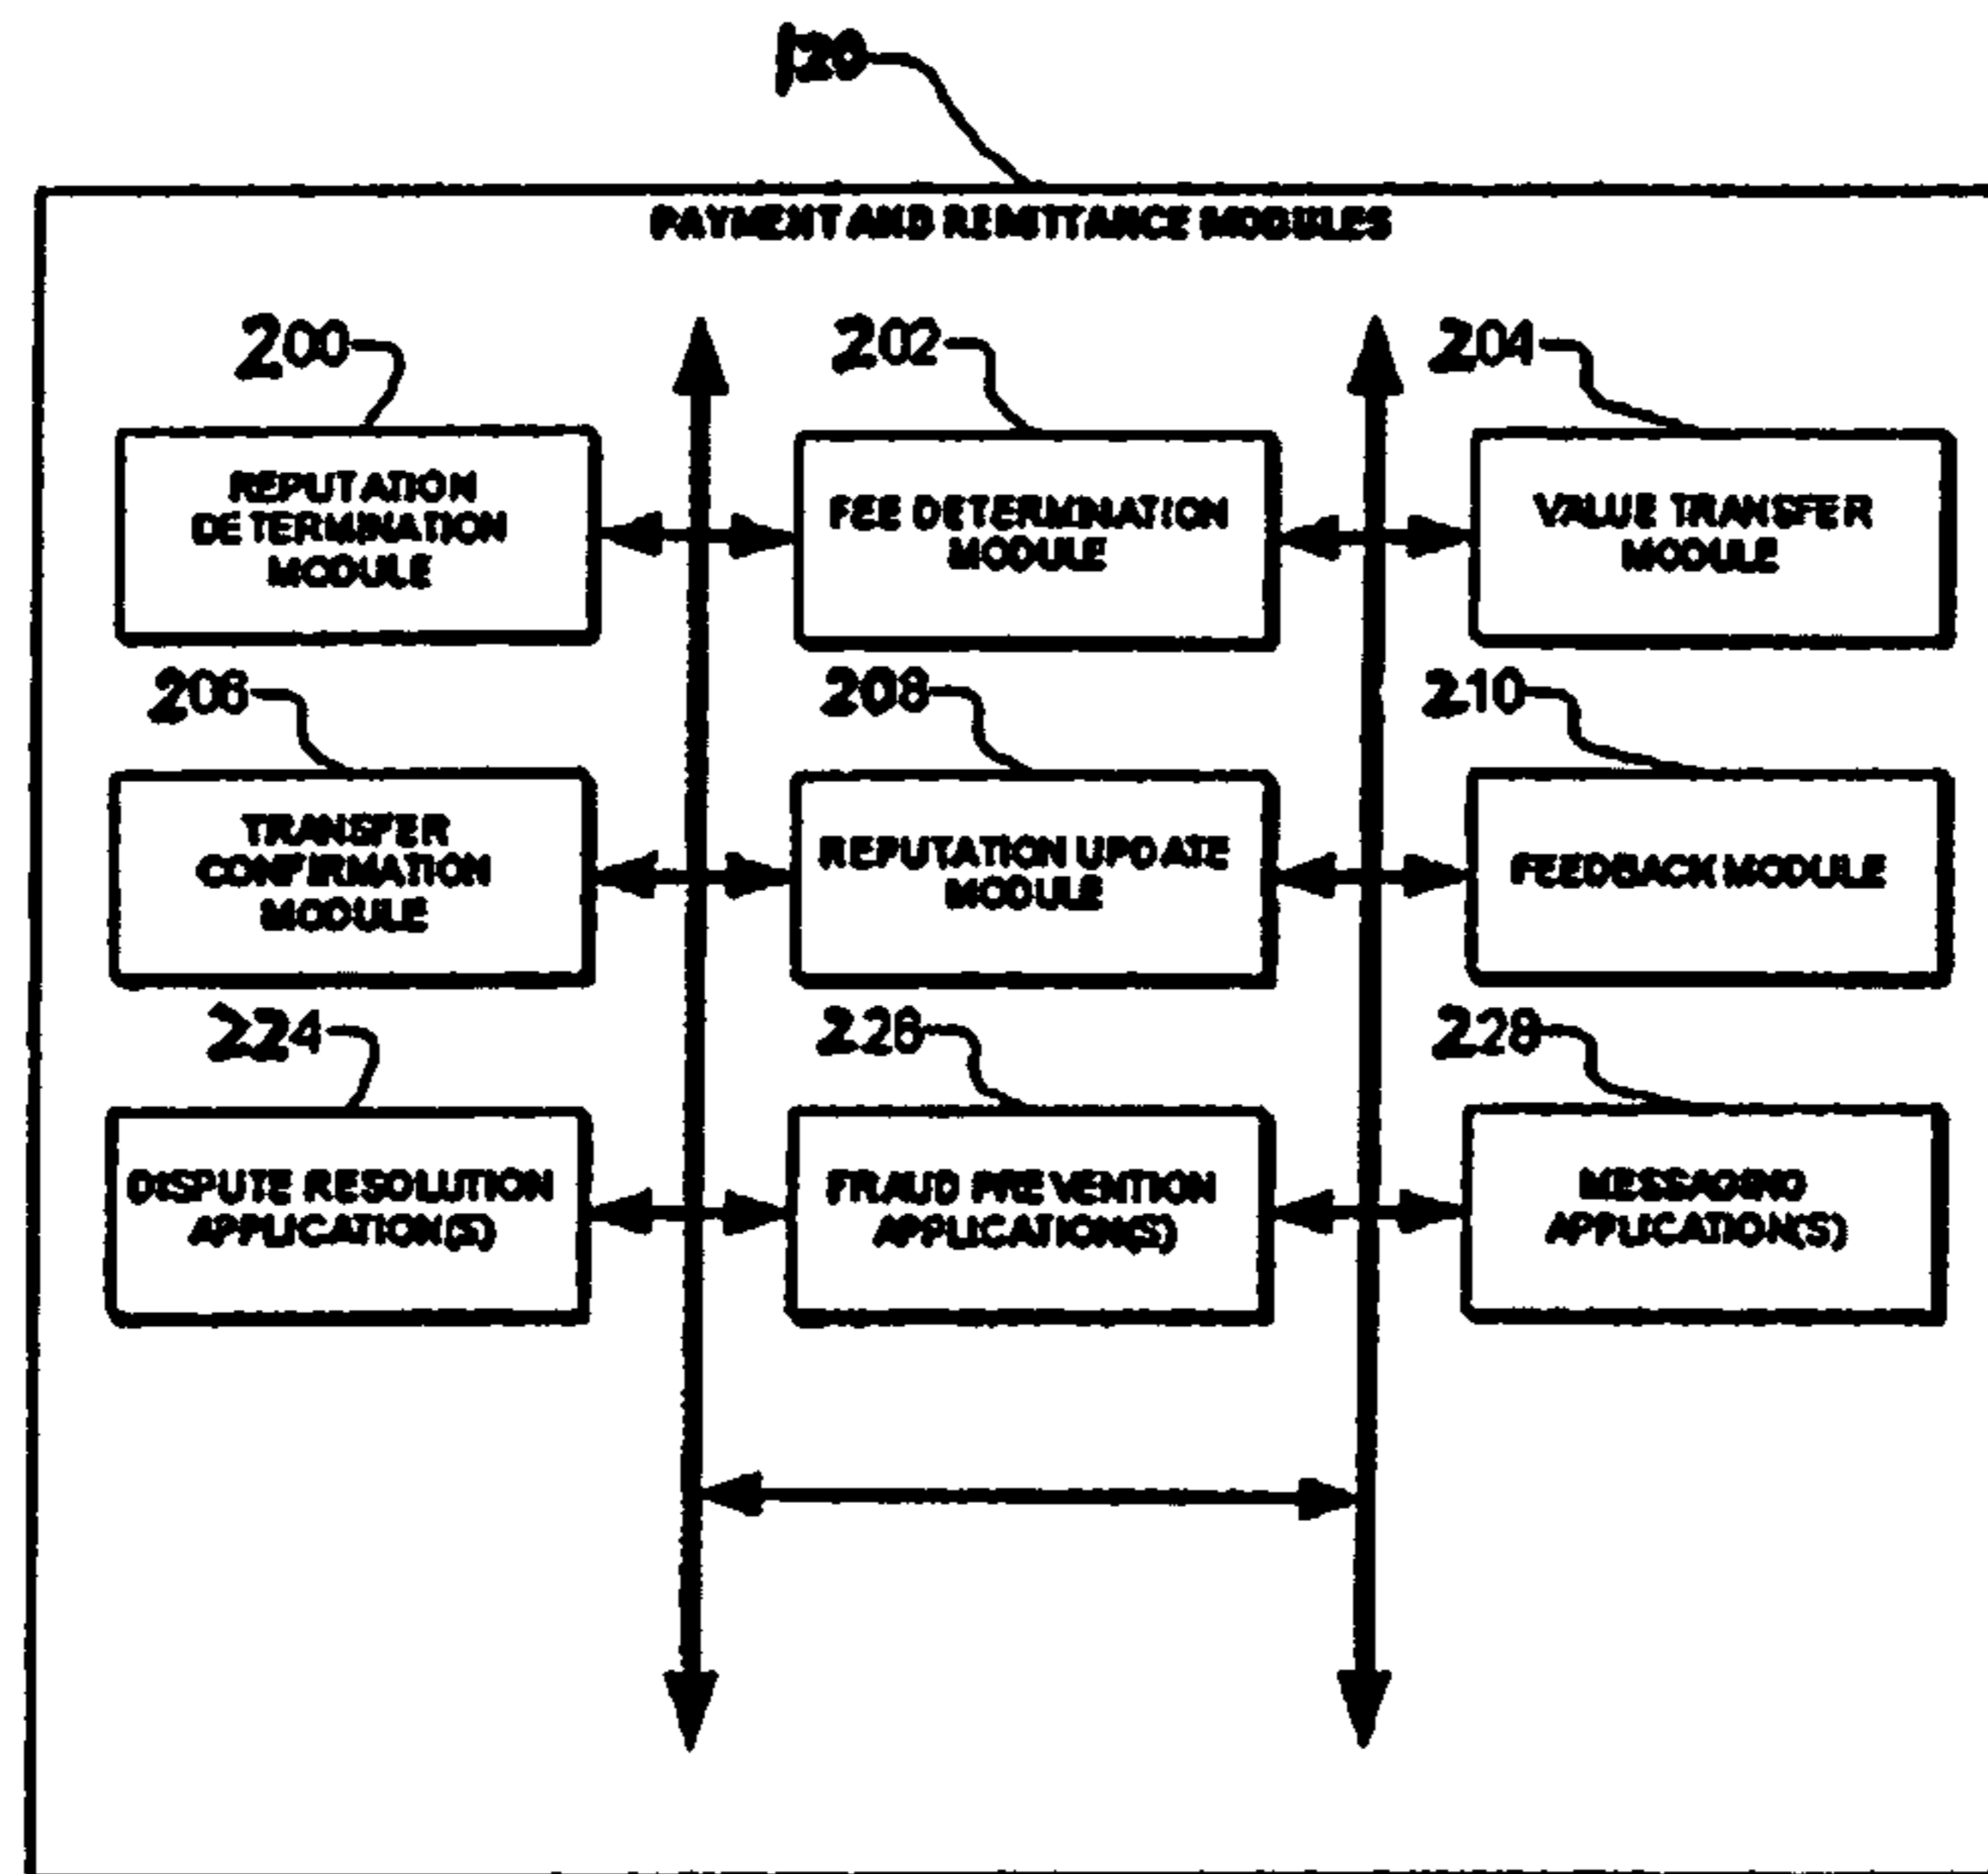 120
PAYMENT AND REMITTANCE MODULES
200
202
204
REPUTATION
DETERMINATION
MODULE
FEE DETERMINATION
MODULE
VALUE TRANSFER
MODULE
206
208
210
TRANSFER
CONFIRMATION
MODULE
REPUTATION UPDATE
MODULE
FEEDBACK MODULE
224
226
228
DISPUTE RESOLUTION
APPLICATION(S)
FRAUD PREVENTION
APPLICATION(S)
MESSAGING
APPLICATION(S)